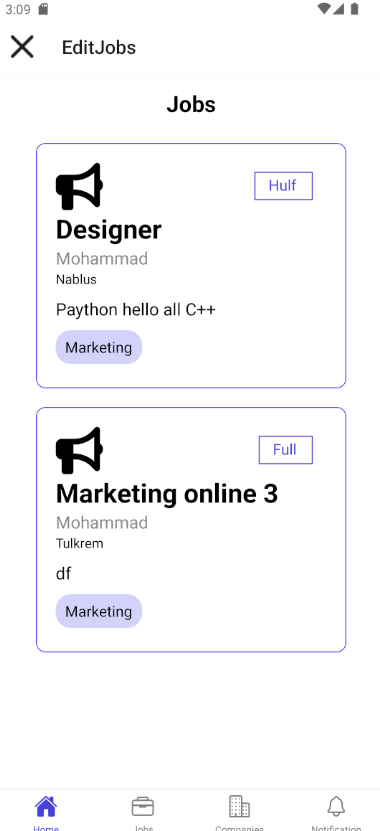 3:09
EditJobs
Jobs
Hulf
Designer
Mohammad
Nablus
Paython hello all C++
Marketing
Full
Marketing online 3
Mohammad
Tulkrem
df
Marketing
Home
Jobs
Companies
Notification